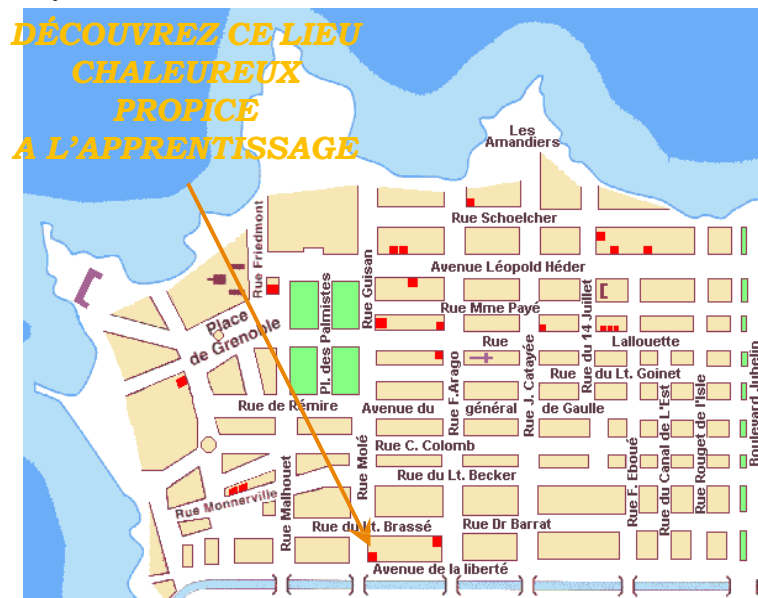 DÉCOUVREZ CE LIEU
CHALEUREUX
PROPICE
A L'APPRENTISSAGE
Les
Amandiers
Rue Schoelcher
Rue Friedmont
Avenue Léopold Héder
Rue Guisan
Pl. des Palmistes
Rue Mme Payé
Rue du 14 Juillet
Place
de Grenoble
Rue Lallouette
Rue F.Arago
Rue J. Catayée
Rue du Lt. Goinet
Boulevard Jubelin
Rue de Rémire
Avenue du général de Gaulle
Rue C. Colomb
Rue Molé
Rue du Lt. Becker
Rue F. Eboué
Rue du Canal de L'Est
Rue Rouget de l'Isle
Rue Monnerville
Rue Malhouet
Rue du Lt. Brassé
Rue Dr Barrat
Avenue de la liberté